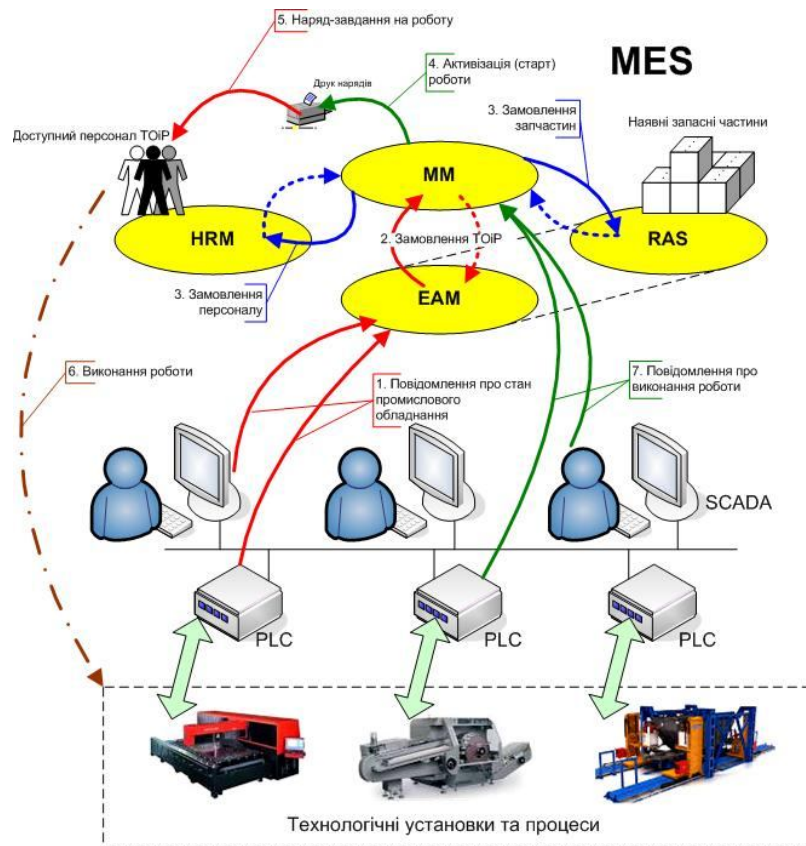 5. Наряд-завдання на роботу
MES
4. Активізація (старт)
роботи
Друк нарядів
3. Замовлення
запчастин
Наявні запасні частини
Доступний персонал ТОіР
MM
HRM
2. Замовлення ТОіР
RAS
3. Замовлення
персоналу
EAM
6. Виконання роботи
1. Повідомлення про стан
промислового
обладнання
7. Повідомлення про
виконання роботи
SCADA
PLC
PLC
PLC
Технологічні установки та процеси